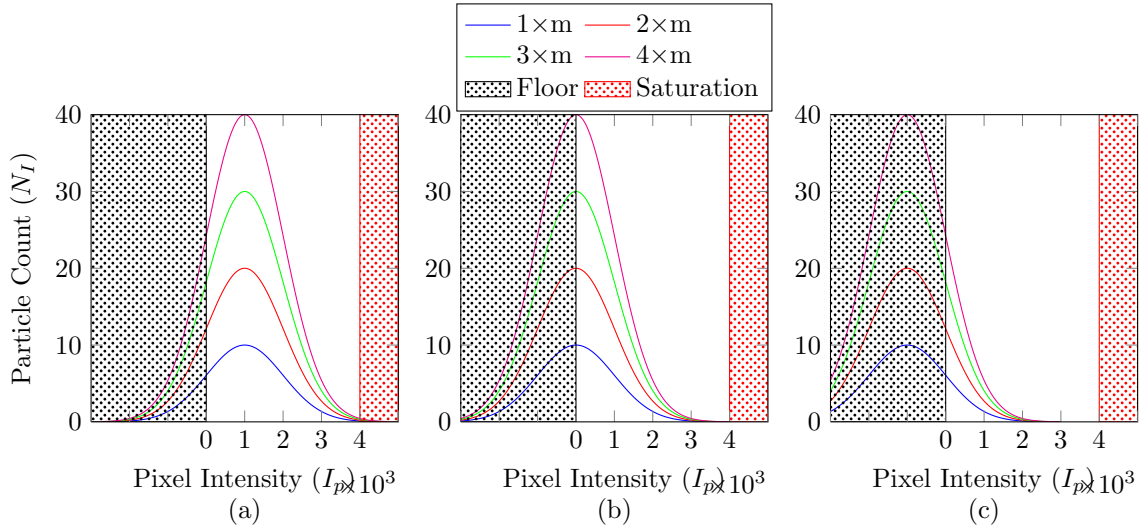 1×m 2×m
3×m 4×m
Floor Saturation
Particle Count (N_I)
40
30
20
10
0
0 1 2 3 4
Pixel Intensity (I_p) ×10³
(a)
40
30
20
10
0
0 1 2 3 4
Pixel Intensity (I_p) ×10³
(b)
40
30
20
10
0
0 1 2 3 4
Pixel Intensity (I_p) ×10³
(c)